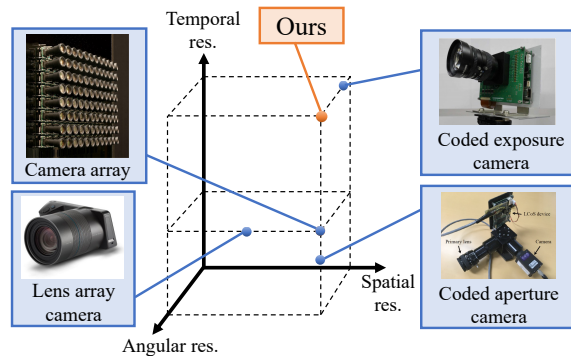 Temporal
res.
Ours
Camera array
Coded exposure
camera
Lens array
camera
LCoS device
Primary lens
Camera
Coded aperture
camera
Spatial
res.
Angular res.